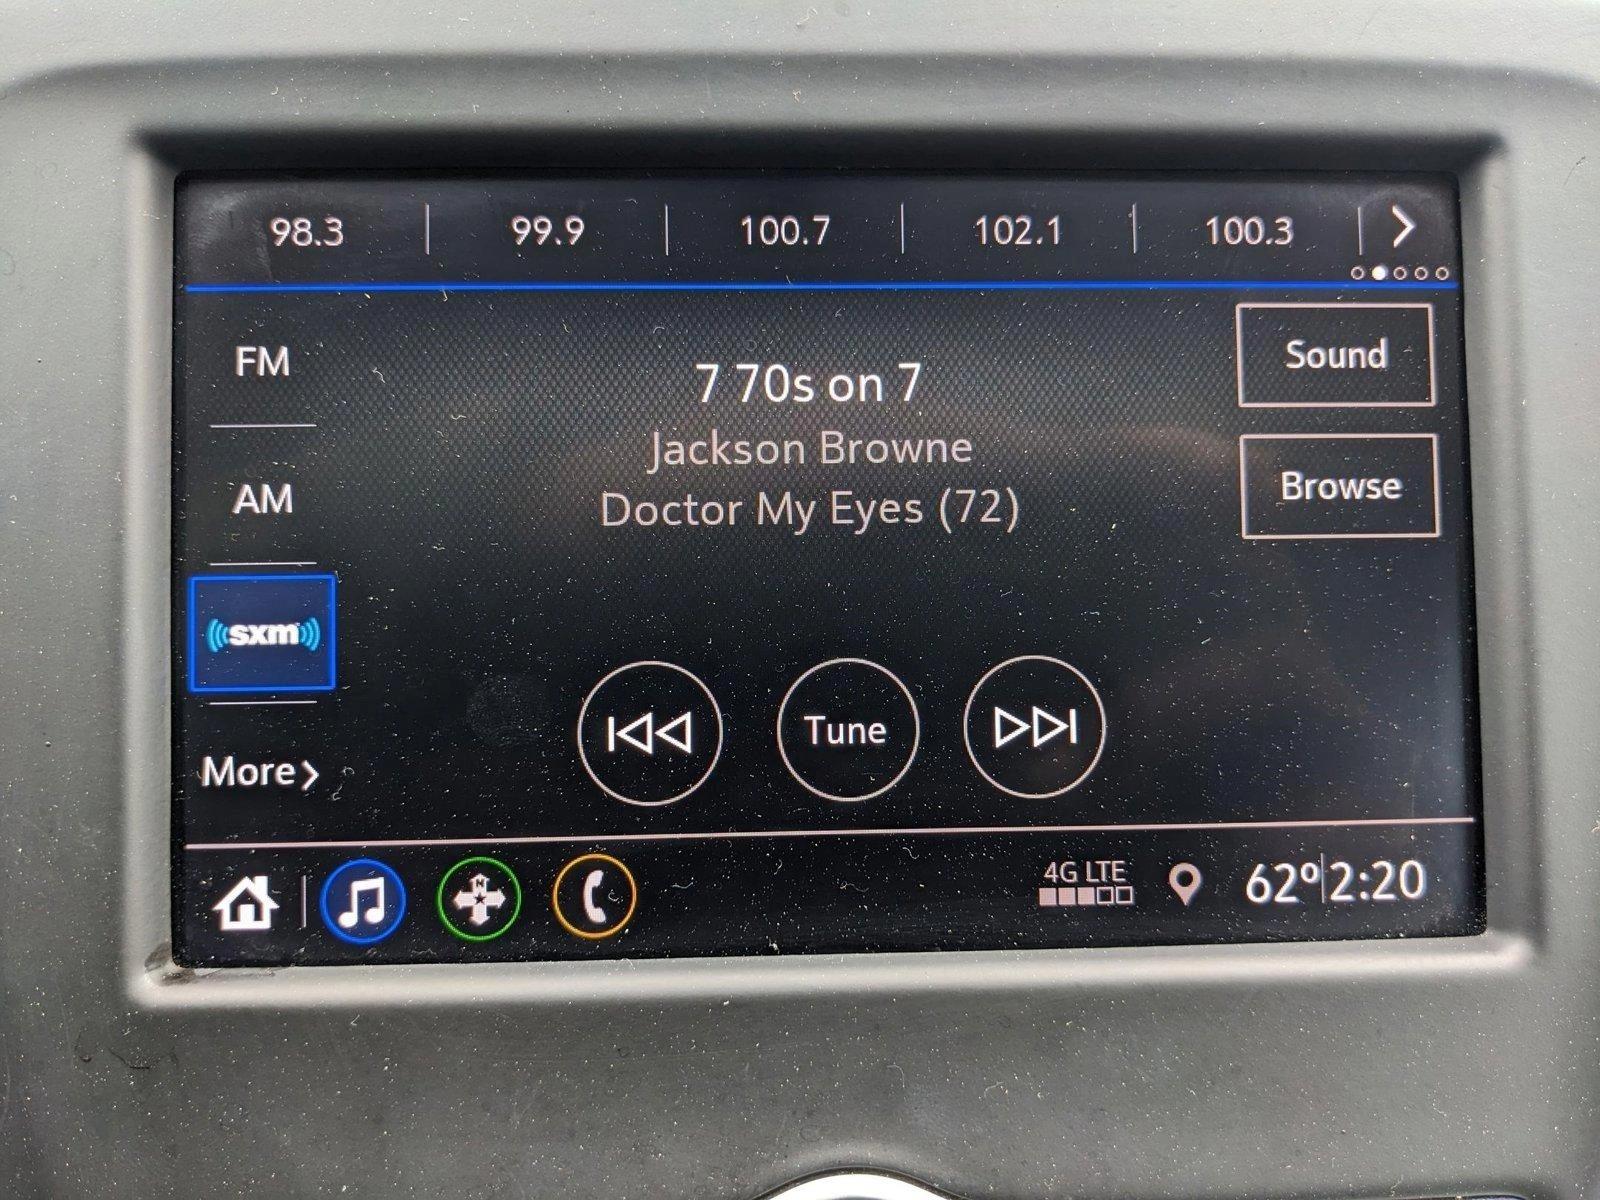 98.3 99.9 100.7 102.1 100.3
FM
Sound
7 70s on 7
Jackson Browne
Doctor My Eyes (72)
AM
Browse
sxm
Tune
More
N
4G LTE
62° 2:20